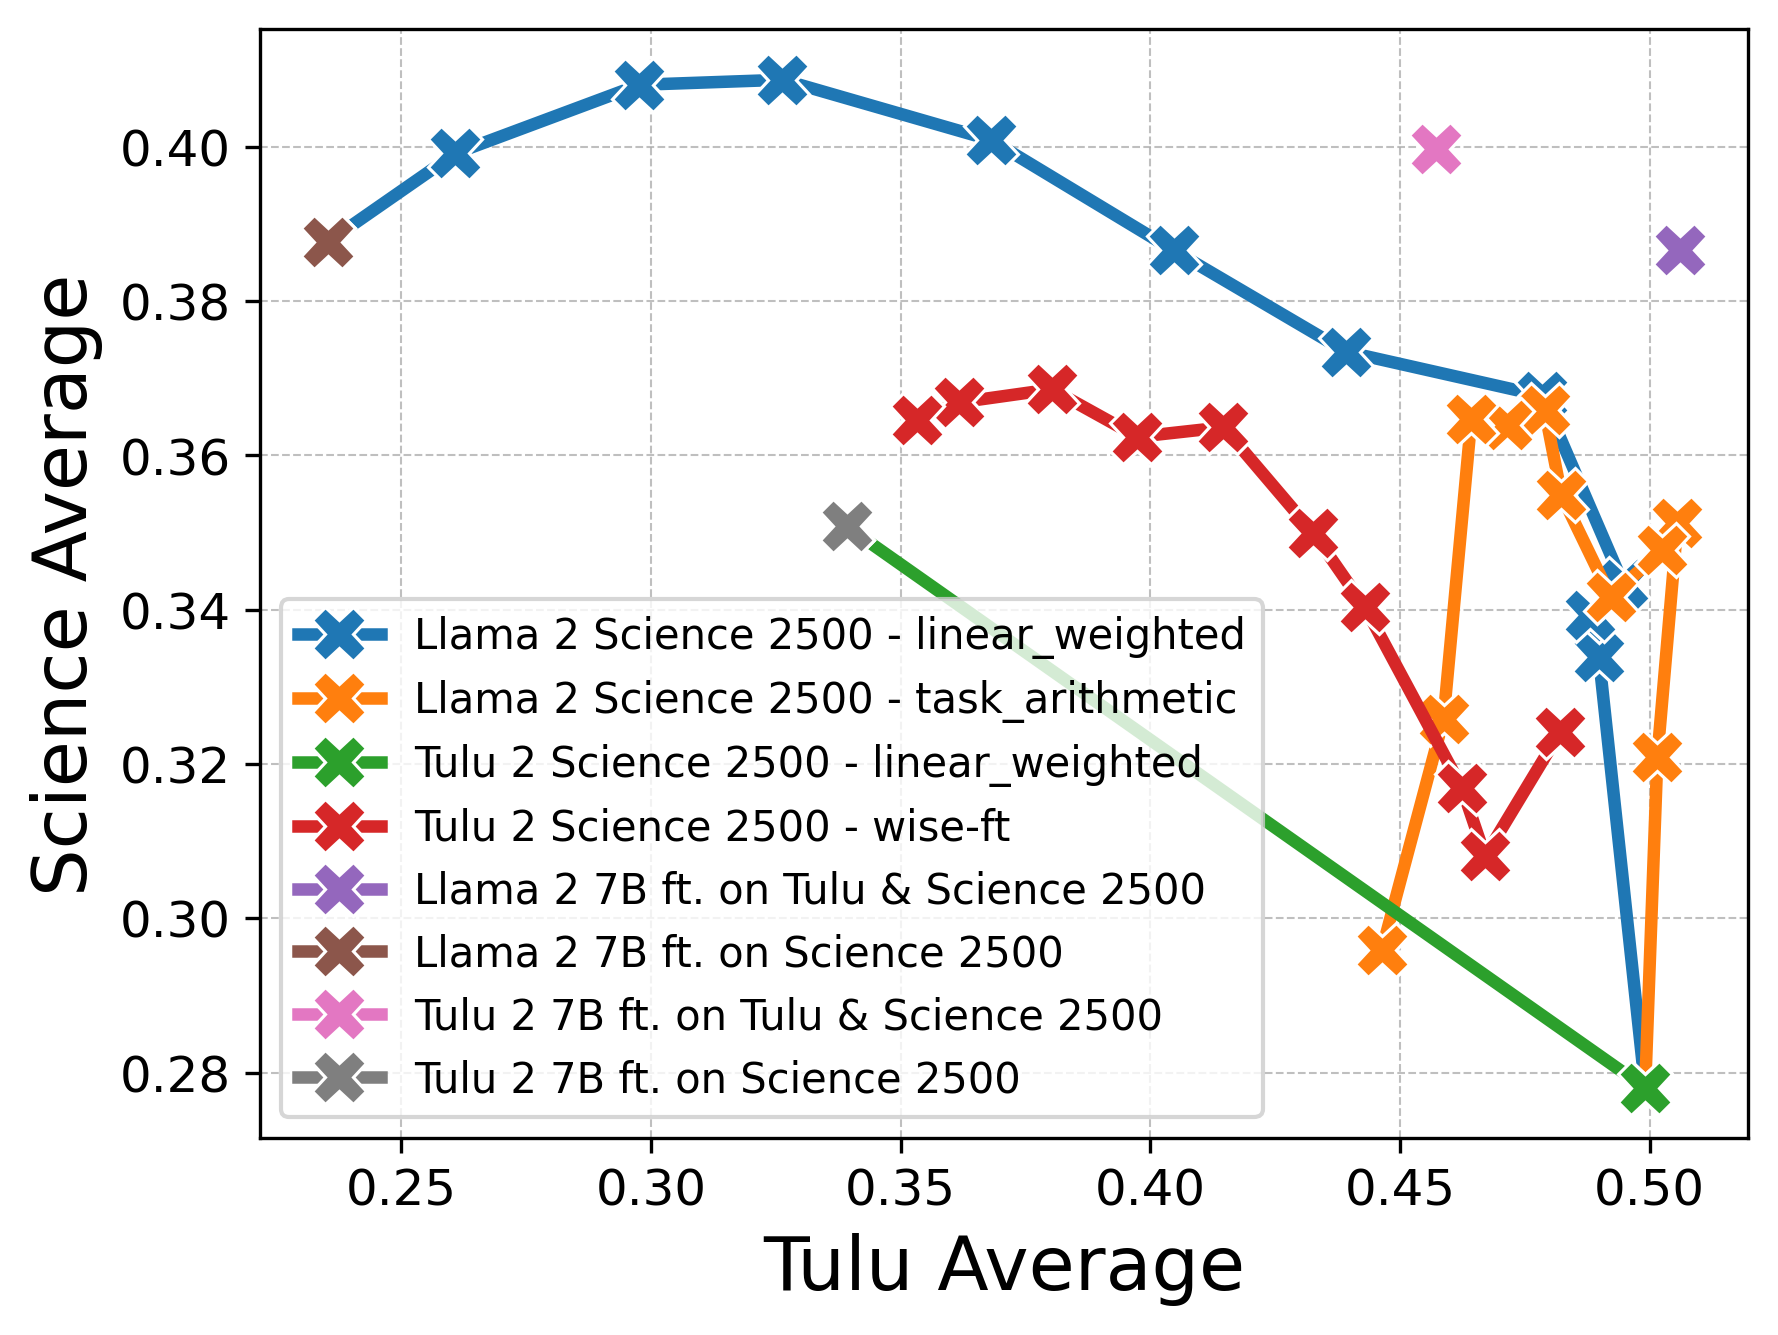 Science Average
0.40
0.38
0.36
0.34
0.32
0.30
0.28
Llama 2 Science 2500 - linear_weighted
Llama 2 Science 2500 - task_arithmetic
Tulu 2 Science 2500 - linear_weighted
Tulu 2 Science 2500 - wise-ft
Llama 2 7B ft. on Tulu & Science 2500
Llama 2 7B ft. on Science 2500
Tulu 2 7B ft. on Tulu & Science 2500
Tulu 2 7B ft. on Science 2500
0.25 0.30 0.35 0.40 0.45 0.50
Tulu Average